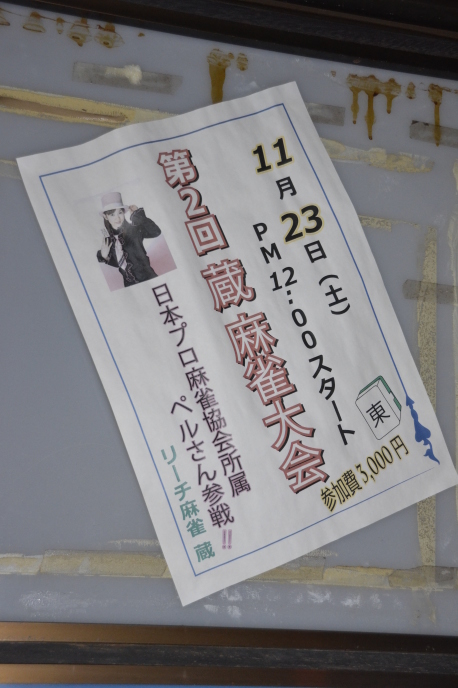 11月23日(土)
PM12:00スタート
第2回 蔵 麻雀大会
参加費3,000円
日本プロ麻雀協会所属
ペルさん参戦!!
リーチ麻雀 蔵
東